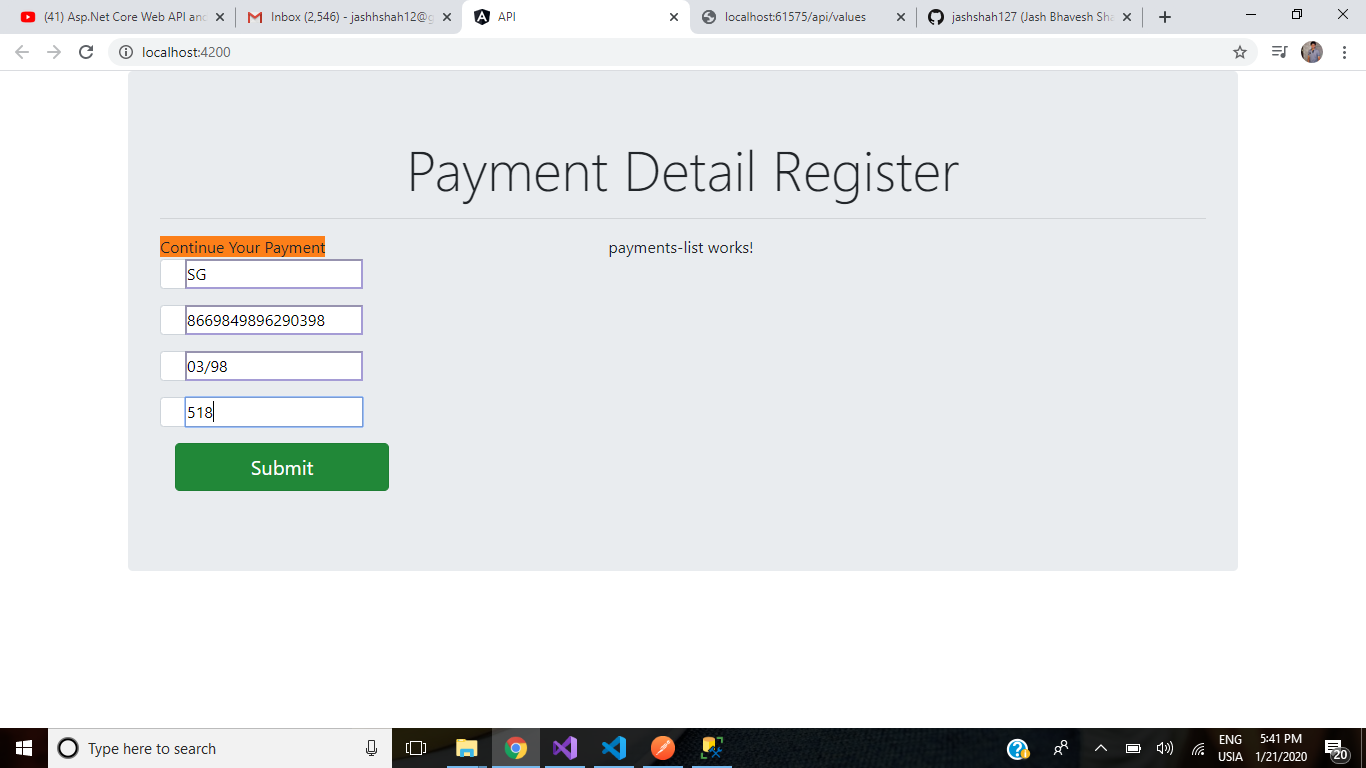 (41) Asp.Net Core Web API and
Inbox (2,546) - jashhshah12@g
API
localhost:61575/api/values
jashshah127 (Jash Bhavesh Sha
localhost:4200
Payment Detail Register
Continue Your Payment
payments-list works!
SG
8669849896290398
03/98
518
Submit
Type here to search
ENG
USIA
5:41 PM
1/21/2020
20